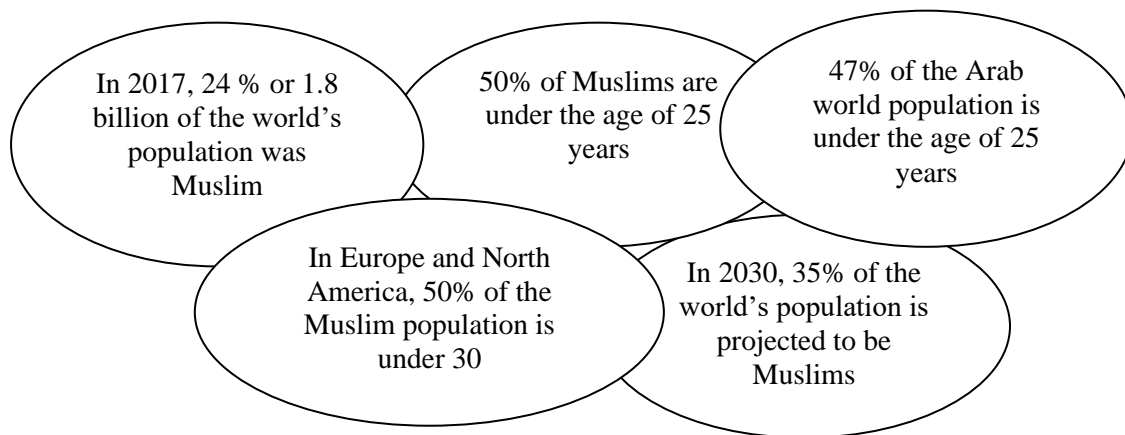 In 2017, 24 % or 1.8
billion of the world’s
population was
Muslim
50% of Muslims are
under the age of 25
years
47% of the Arab
world population is
under the age of 25
years
In Europe and North
America, 50% of the
Muslim population is
under 30
In 2030, 35% of the
world’s population is
projected to be
Muslims